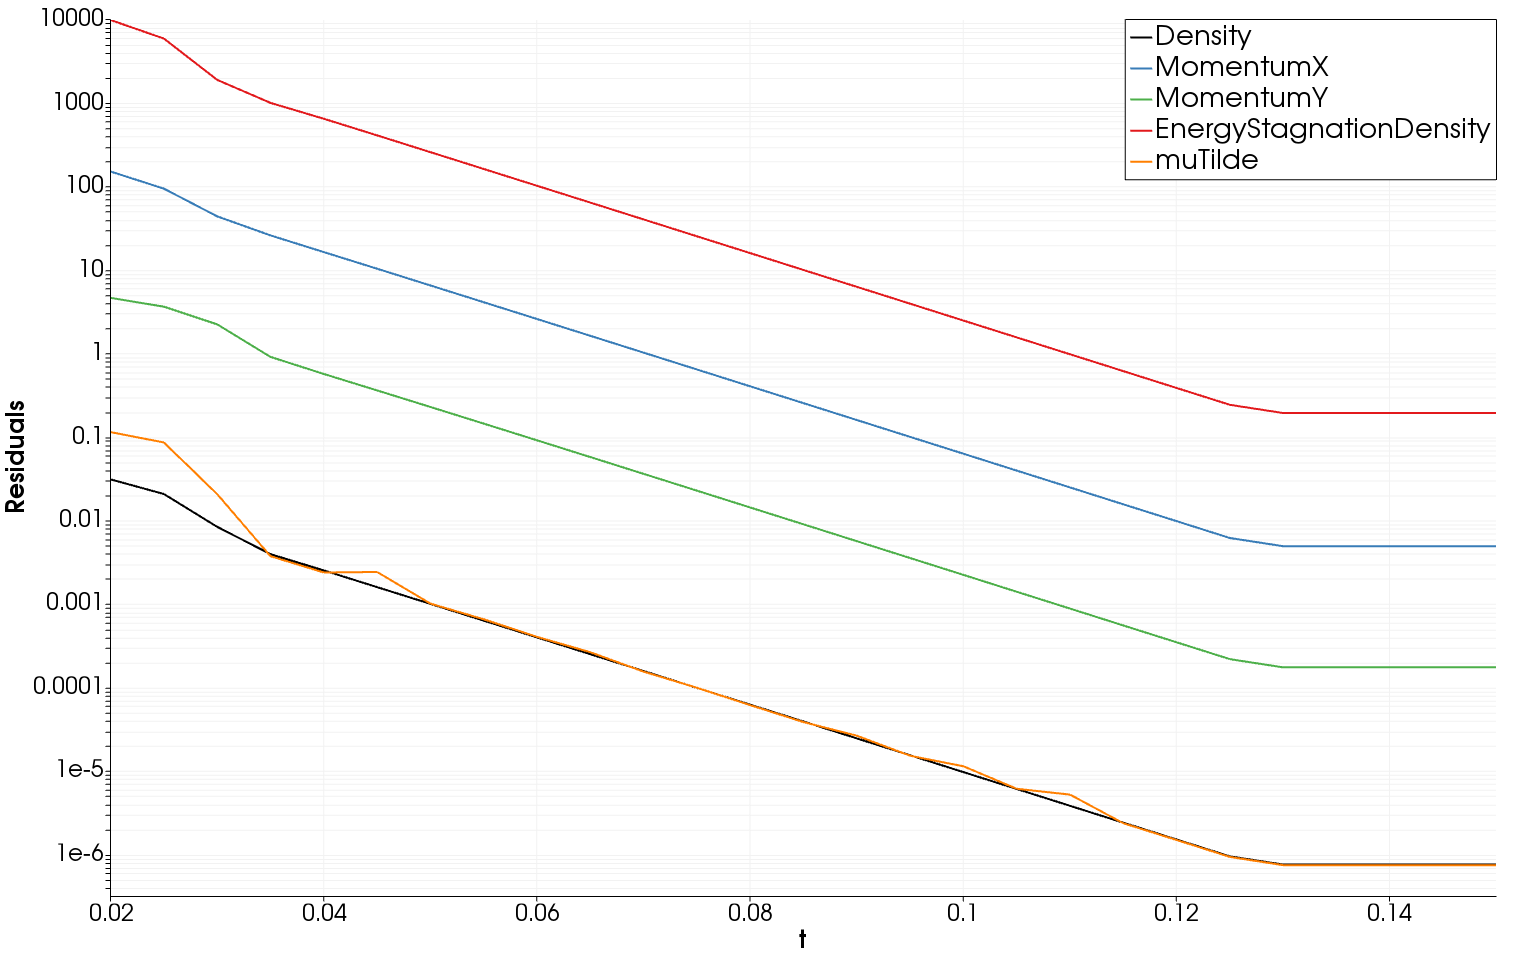 10000
1000
100
10
1
0.1
0.01
0.001
0.0001
1e-5
1e-6
Residuals
Density
MomentumX
MomentumY
EnergyStagnationDensity
muTilde
0.02 0.04 0.06 0.08 0.1 0.12 0.14
t